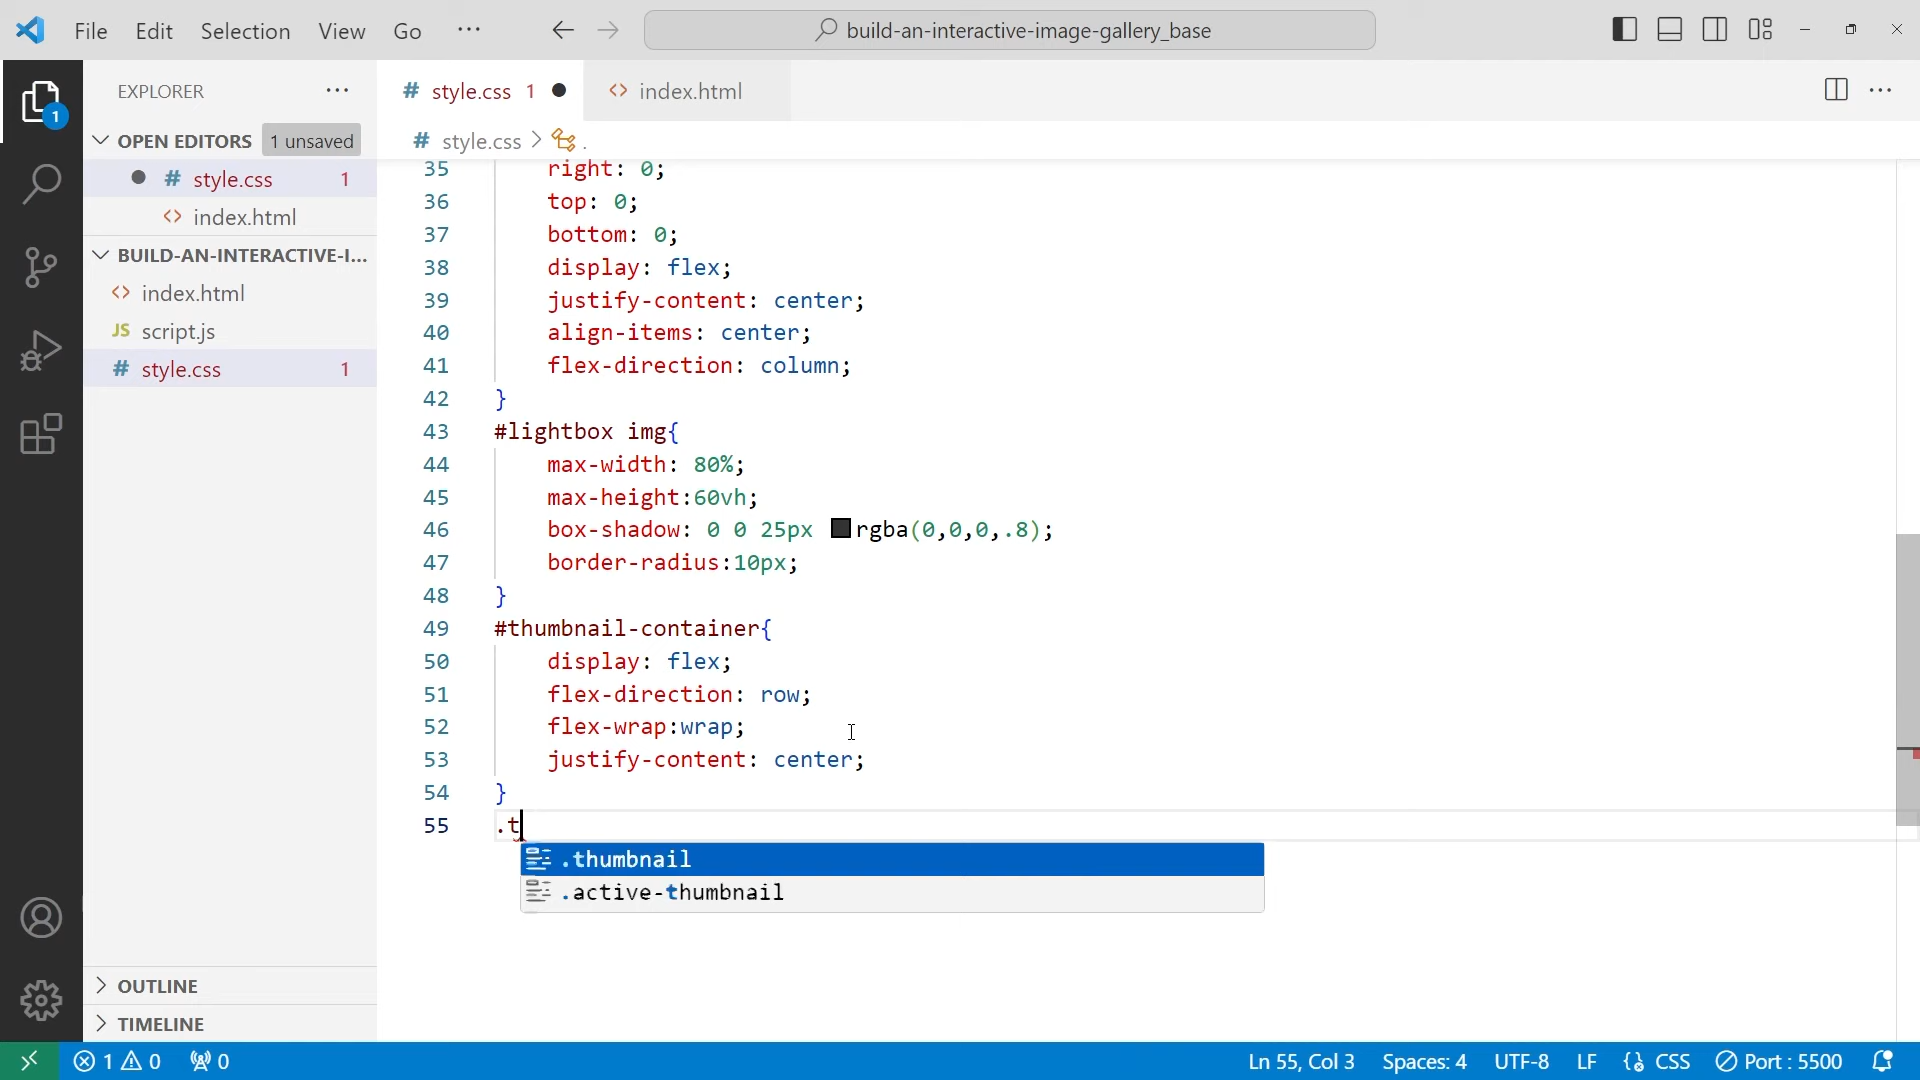 File Edit Selection View Go ··· build-an-interactive-image-gallery_base
EXPLORER ···
OPEN EDITORS 1 unsaved
# style.css 1
<> index.html
BUILD-AN-INTERACTIVE-I...
<> index.html
JS script.js
# style.css 1
OUTLINE
TIMELINE
1
# style.css 1 <> index.html ···
# style.css > .
35 right: 0;
36 top: 0;
37 bottom: 0;
38 display: flex;
39 justify-content: center;
40 align-items: center;
41 flex-direction: column;
42 }
43 #lightbox img{
44 max-width: 80%;
45 max-height:60vh;
46 box-shadow: 0 0 25px rgba(0,0,0,.8);
47 border-radius:10px;
48 }
49 #thumbnail-container{
50 display: flex;
51 flex-direction: row;
52 flex-wrap:wrap;
53 justify-content: center;
54 }
55 .t
.thumbnail
.active-thumbnail
1 0 0 Ln 55, Col 3 Spaces: 4 UTF-8 LF {} CSS Port : 5500